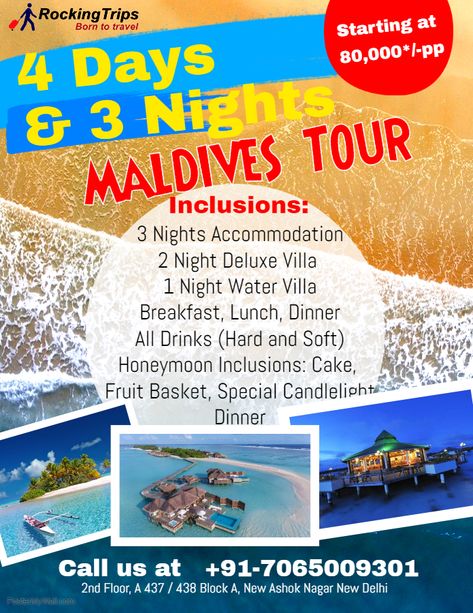 RockingTrips
Born to travel
Starting at
80,000*/-pp
4 Days
& 3 Nights
MALDIVES TOUR
Inclusions:
3 Nights Accommodation
2 Night Deluxe Villa
1 Night Water Villa
Breakfast, Lunch, Dinner
All Drinks (Hard and Soft)
Honeymoon Inclusions: Cake,
Fruit Basket, Special Candlelight
Dinner
Call us at +91-7065009301
2nd Floor, A 437 / 438 Block A, New Ashok Nagar New Delhi
PosterMyWall.com